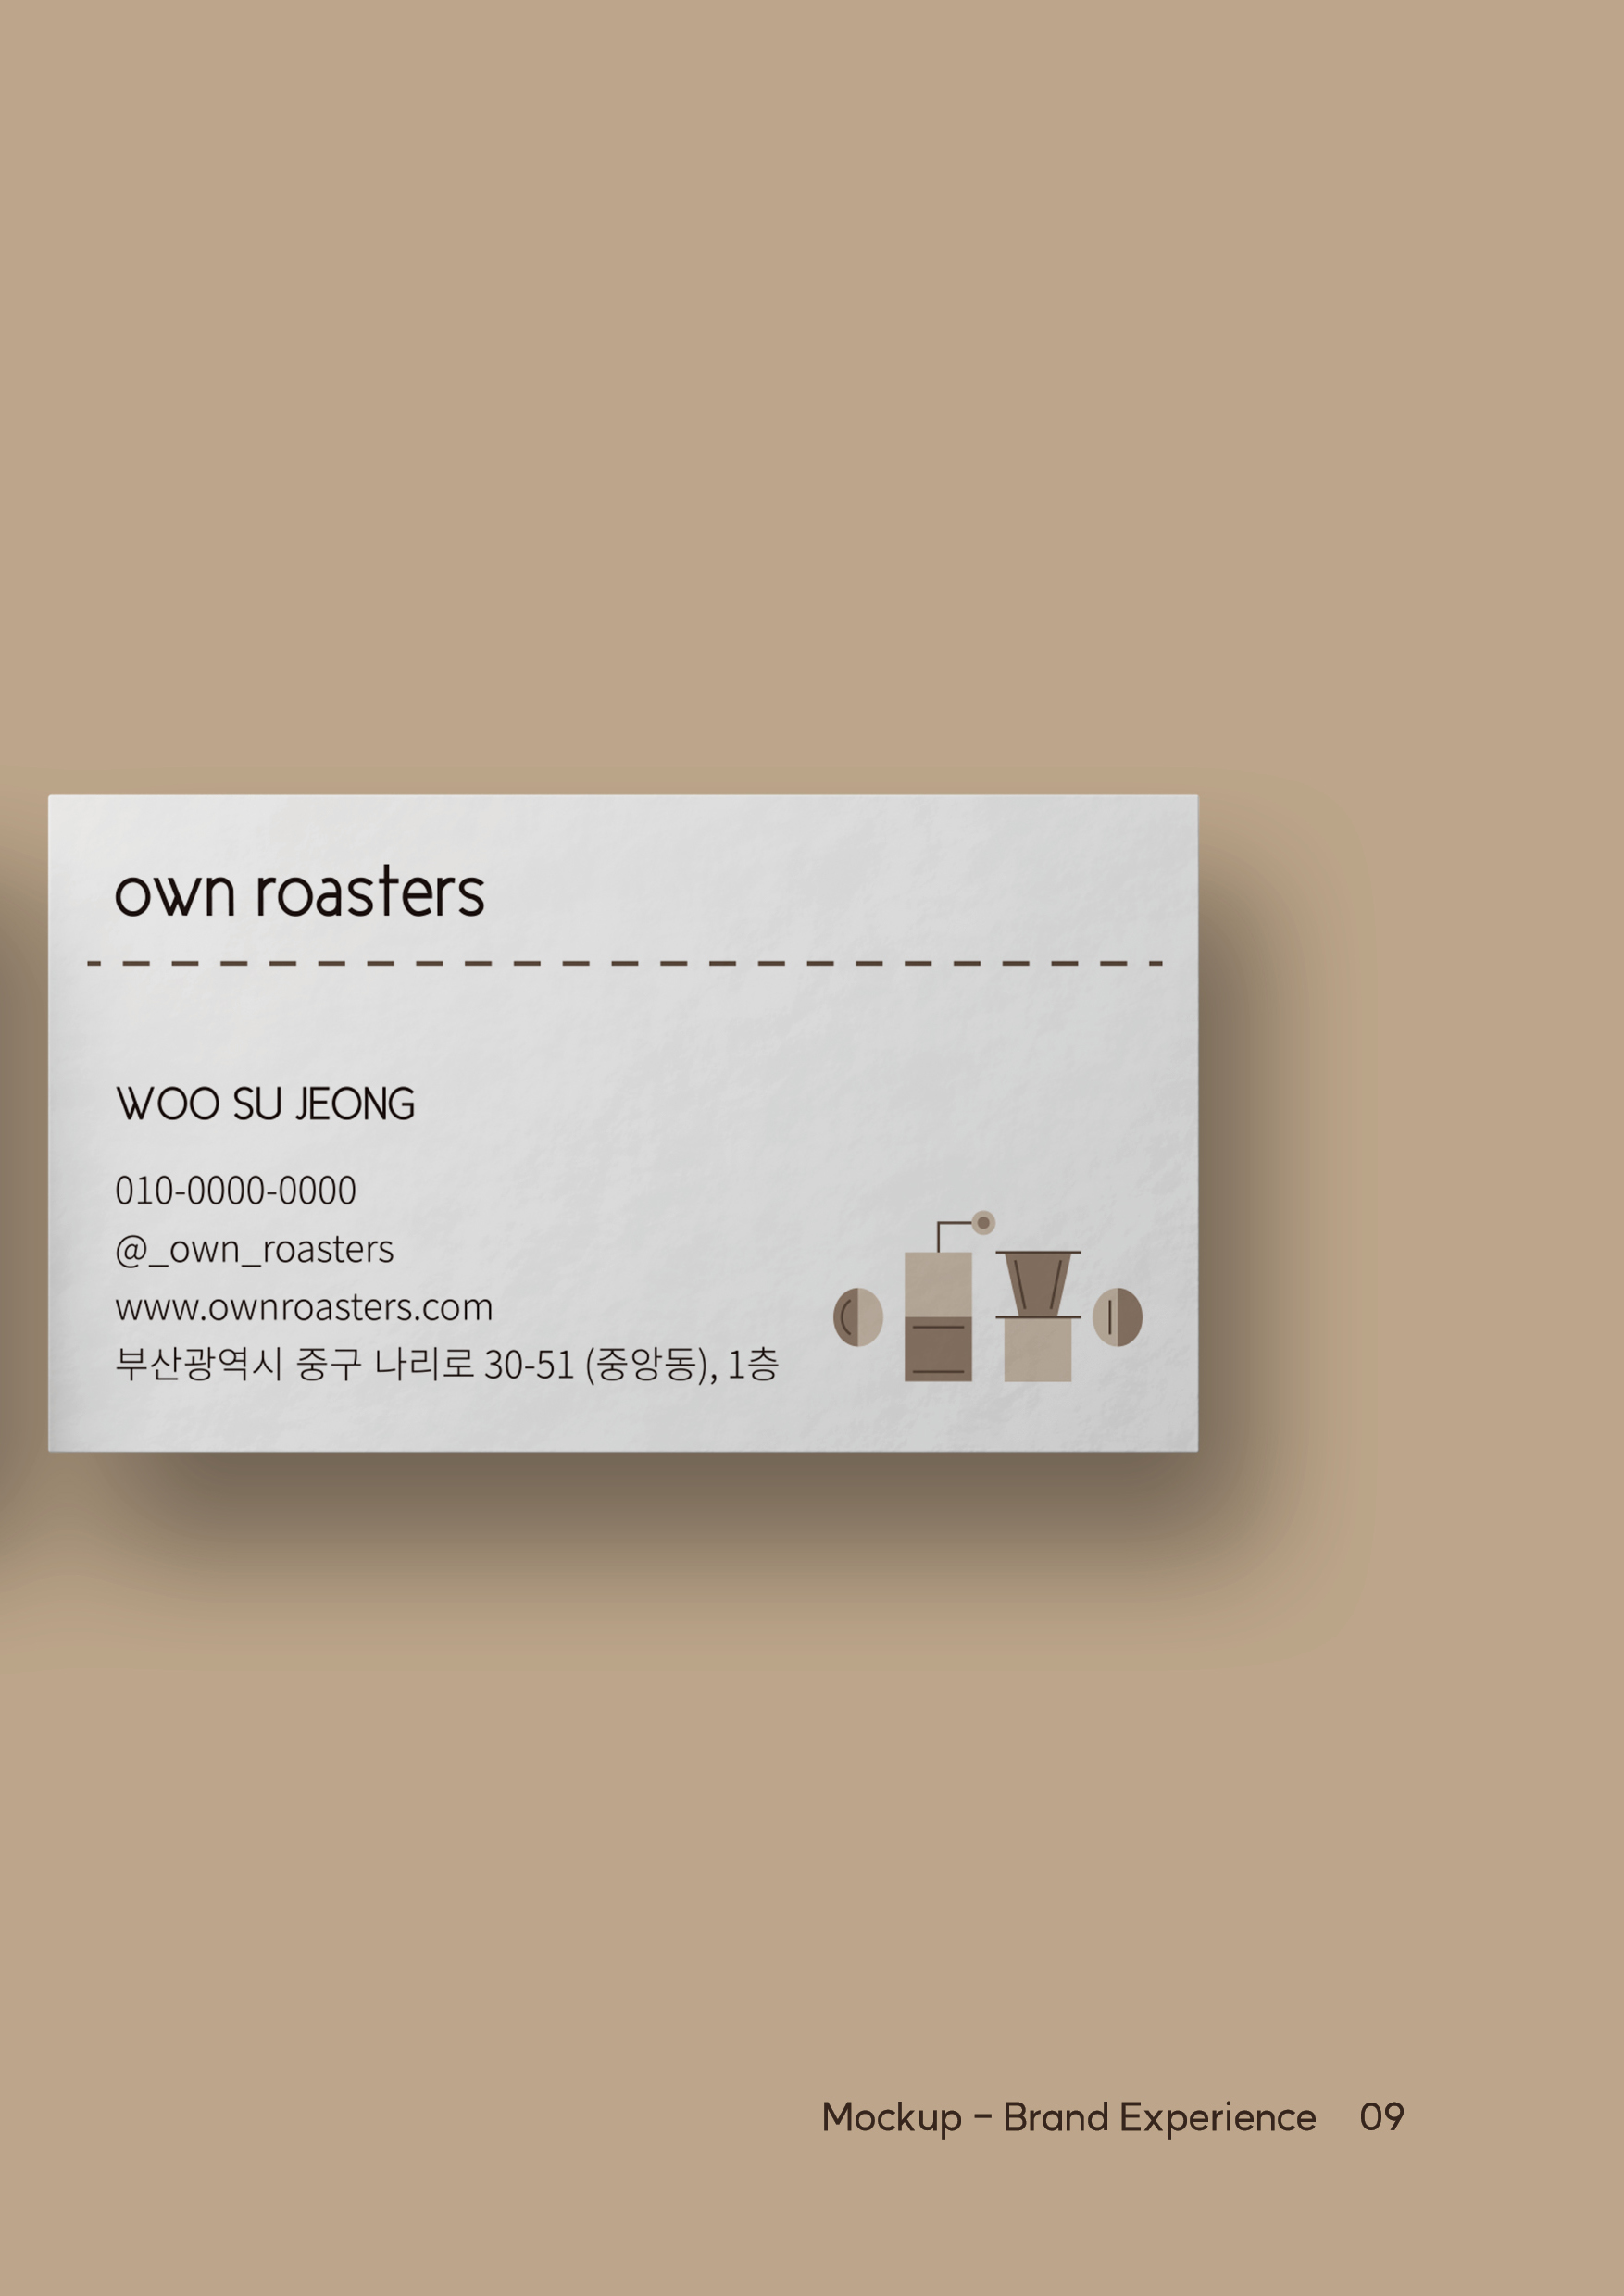 own roasters
WOO SU JEONG
010-0000-0000
@_own_roasters
www.ownroasters.com
부산광역시 중구 나리로 30-51 (중앙동), 1층
Mockup – Brand Experience 09